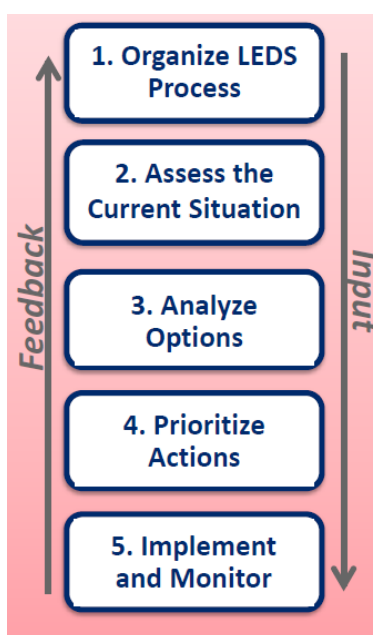 1. Organize LEDS
Process
2. Assess the
Current Situation
3. Analyze
Options
4. Prioritize
Actions
5. Implement
and Monitor
Feedback
Input